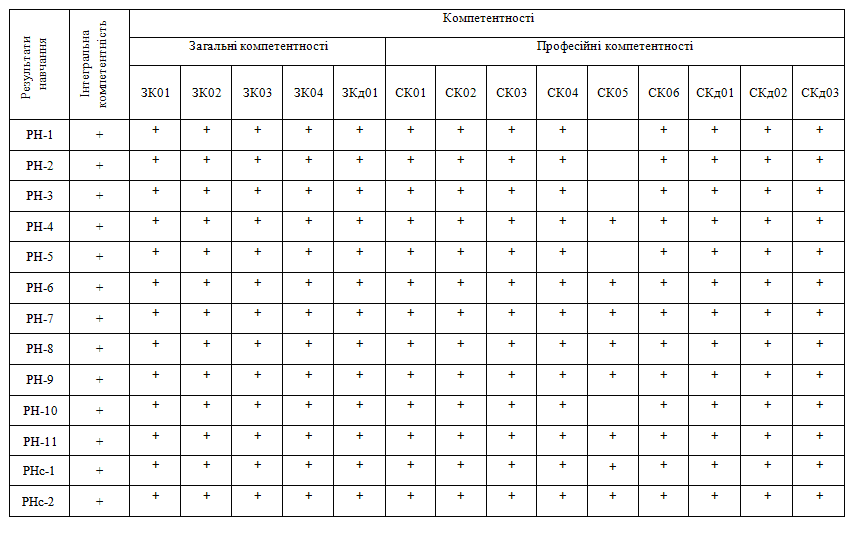 Компетентності
Результати навчання
Інтегральна компетентність
Загальні компетентності Професійні компетентності
ЗК01 ЗК02 ЗК03 ЗК04 ЗКд01 СК01 СК02 СК03 СК04 СК05 СК06 СКд01 СКд02 СКд03
РН-1 + + + + + + + + + + + + + +
РН-2 + + + + + + + + + + + + + +
РН-3 + + + + + + + + + + + + + +
РН-4 + + + + + + + + + + + + + + +
РН-5 + + + + + + + + + + + + + +
РН-6 + + + + + + + + + + + + + + +
РН-7 + + + + + + + + + + + + + + +
РН-8 + + + + + + + + + + + + + + +
РН-9 + + + + + + + + + + + + + + +
РН-10 + + + + + + + + + + + + + +
РН-11 + + + + + + + + + + + + + + +
РНс-1 + + + + + + + + + + + + + + +
РНс-2 + + + + + + + + + + + + + + +